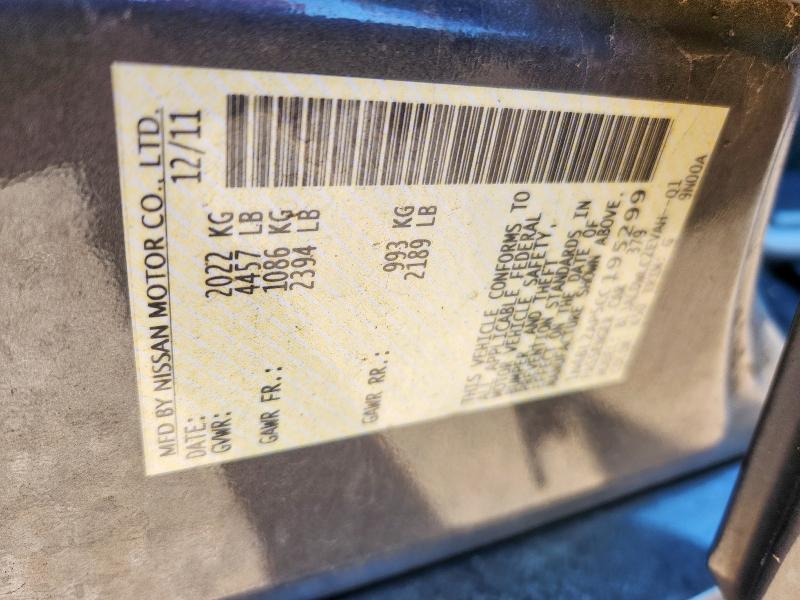 MFD BY NISSAN MOTOR CO., LTD.
DATE: 12/11
GVWR: 2022 KG
4457 LB
GAWR FR.: 1086 KG
2394 LB
GAWR RR.: 993 KG
2189 LB
THIS VEHICLE CONFORMS TO
ALL APPLICABLE FEDERAL
MOTOR VEHICLE SAFETY,
BUMPER, AND THEFT
PREVENTION STANDARDS IN
EFFECT ON THE DATE OF
MANUFACTURE SHOWN ABOVE.
195299
379
G
Q1
9N00A